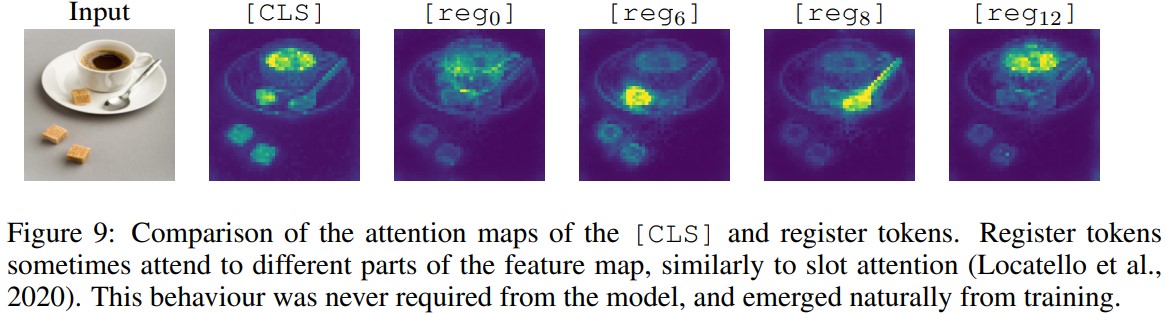 Input [CLS] [reg0] [reg6] [reg8] [reg12]
Figure 9: Comparison of the attention maps of the [CLS] and register tokens. Register tokens
sometimes attend to different parts of the feature map, similarly to slot attention (Locatello et al.,
2020). This behaviour was never required from the model, and emerged naturally from training.